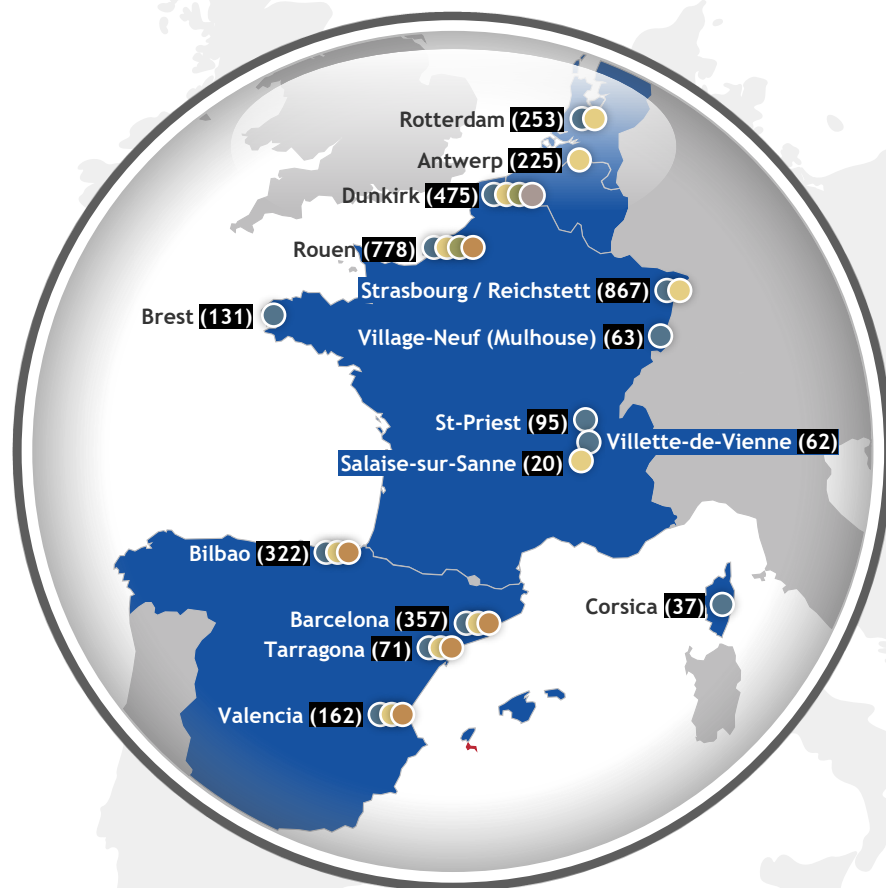 Rotterdam (253)
Antwerp (225)
Dunkirk (475)
Rouen (778)
Strasbourg / Reichstett (867)
Brest (131)
Village-Neuf (Mulhouse) (63)
St-Priest (95)
Villette-de-Vienne (62)
Salaise-sur-Sanne (20)
Bilbao (322)
Corsica (37)
Barcelona (357)
Tarragona (71)
Valencia (162)